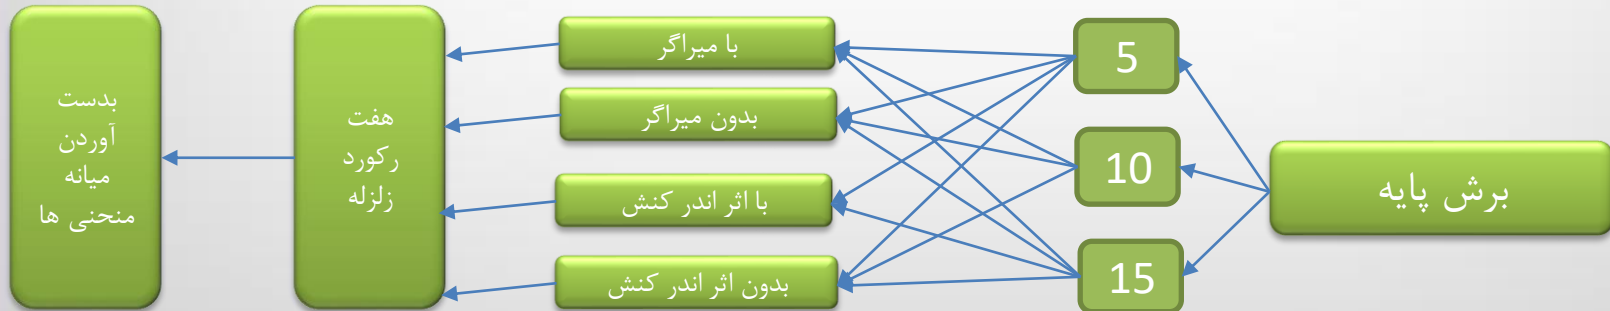 برش پایه
5
10
15
با میراگر
بدون میراگر
با اثر اندر کنش
بدون اثر اندر کنش
هفت
رکورد
زلزله
بدست
آوردن
میانه
منحنی ها